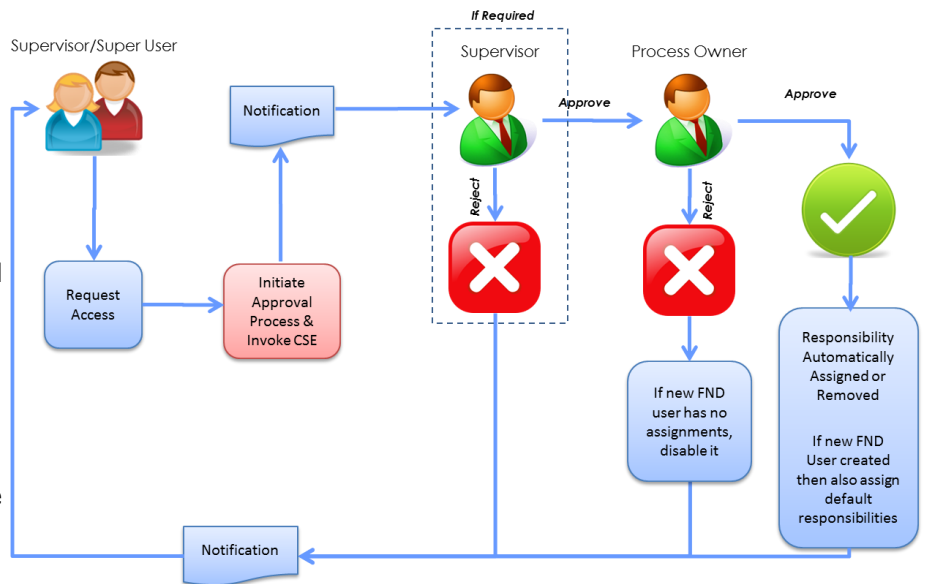 If Required
Supervisor/Super User
Supervisor
Process Owner
Notification
Approve
Approve
Reject
Reject
Request
Access
Initiate
Approval
Process &
Invoke CSE
If new FND
user has no
assignments,
disable it
Responsibility
Automatically
Assigned or
Removed
If new FND
User created
then also assign
default
responsibilities
Notification